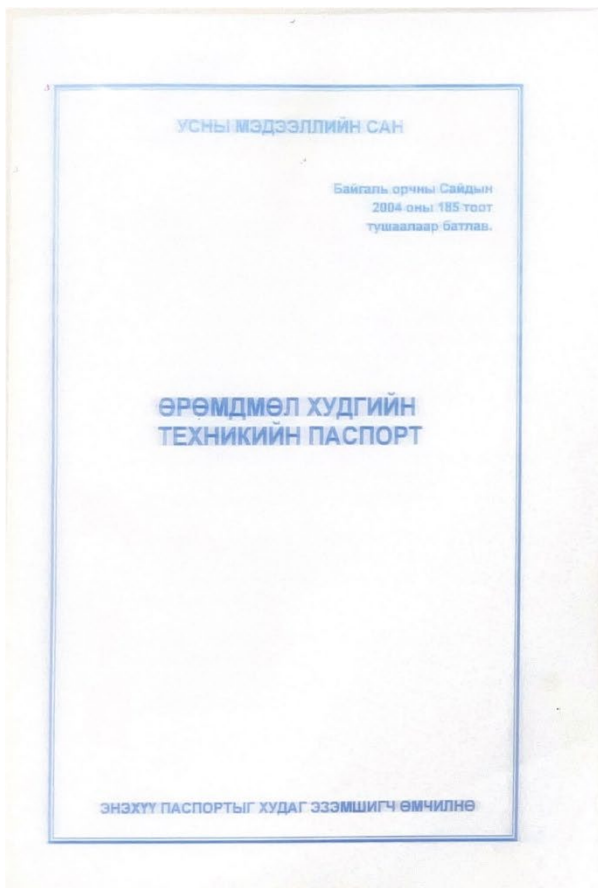 УСНЫ МЭДЭЭЛЛИЙН САН
Байгаль орчны Сайдын
2004 оны 185 тоот
тушаалаар батлав.
ӨРӨМДМӨЛ ХУДГИЙН
ТЕХНИКИЙН ПАСПОРТ
ЭНЭХҮҮ ПАСПОРТЫГ ХУДАГ ЭЗЭМШИГЧ ӨМЧИЛНӨ